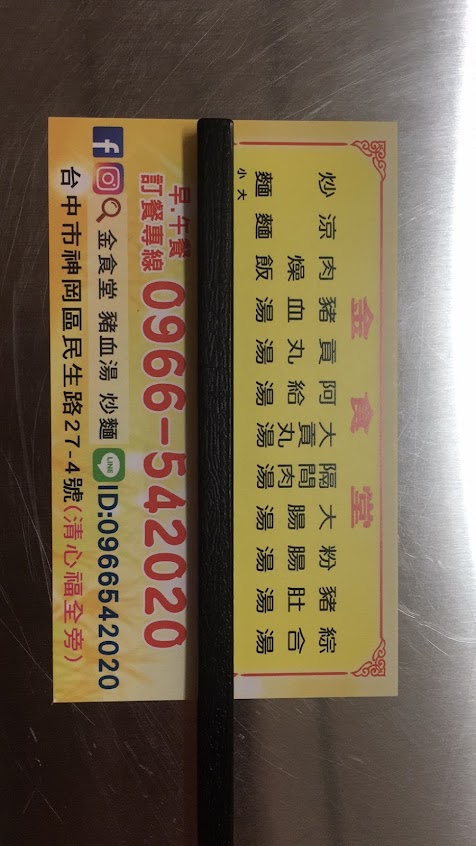 金食堂
炒麵
小 大
涼麵
肉燥飯
豬血湯
貢丸湯
阿給湯
大貢丸湯
隔間肉湯
大腸湯
粉腸湯
豬肚湯
綜合湯
早.午餐
訂餐專線 0966-542020
金食堂 豬血湯 炒麵 LINE ID:0966542020
台中市神岡區民生路27-4號(清心福全旁)